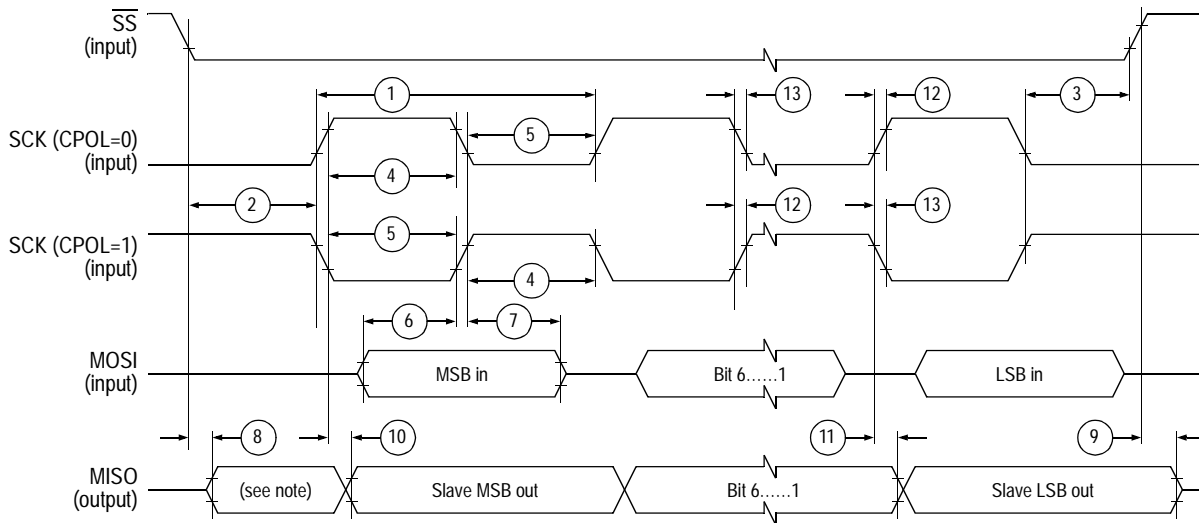 SS
(input)
1
13
12
3
SCK (CPOL=0)
(input)
5
4
2
12
13
SCK (CPOL=1)
(input)
5
4
6
7
MOSI
(input)
MSB in
Bit 6......1
LSB in
8
10
11
9
MISO
(output)
(see note)
Slave MSB out
Bit 6......1
Slave LSB out